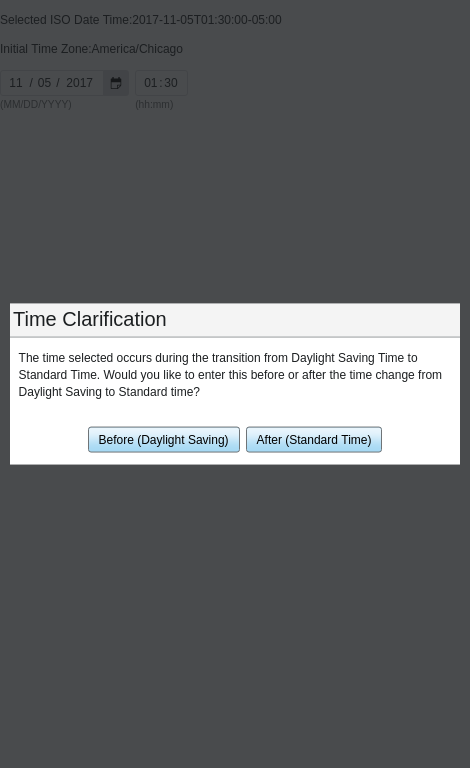 Selected ISO Date Time:2017-11-05T01:30:00-05:00
Initial Time Zone:America/Chicago
11 / 05 / 2017 01:30
(MM/DD/YYYY) (hh:mm)
Time Clarification
The time selected occurs during the transition from Daylight Saving Time to
Standard Time. Would you like to enter this before or after the time change from
Daylight Saving to Standard time?
Before (Daylight Saving) After (Standard Time)